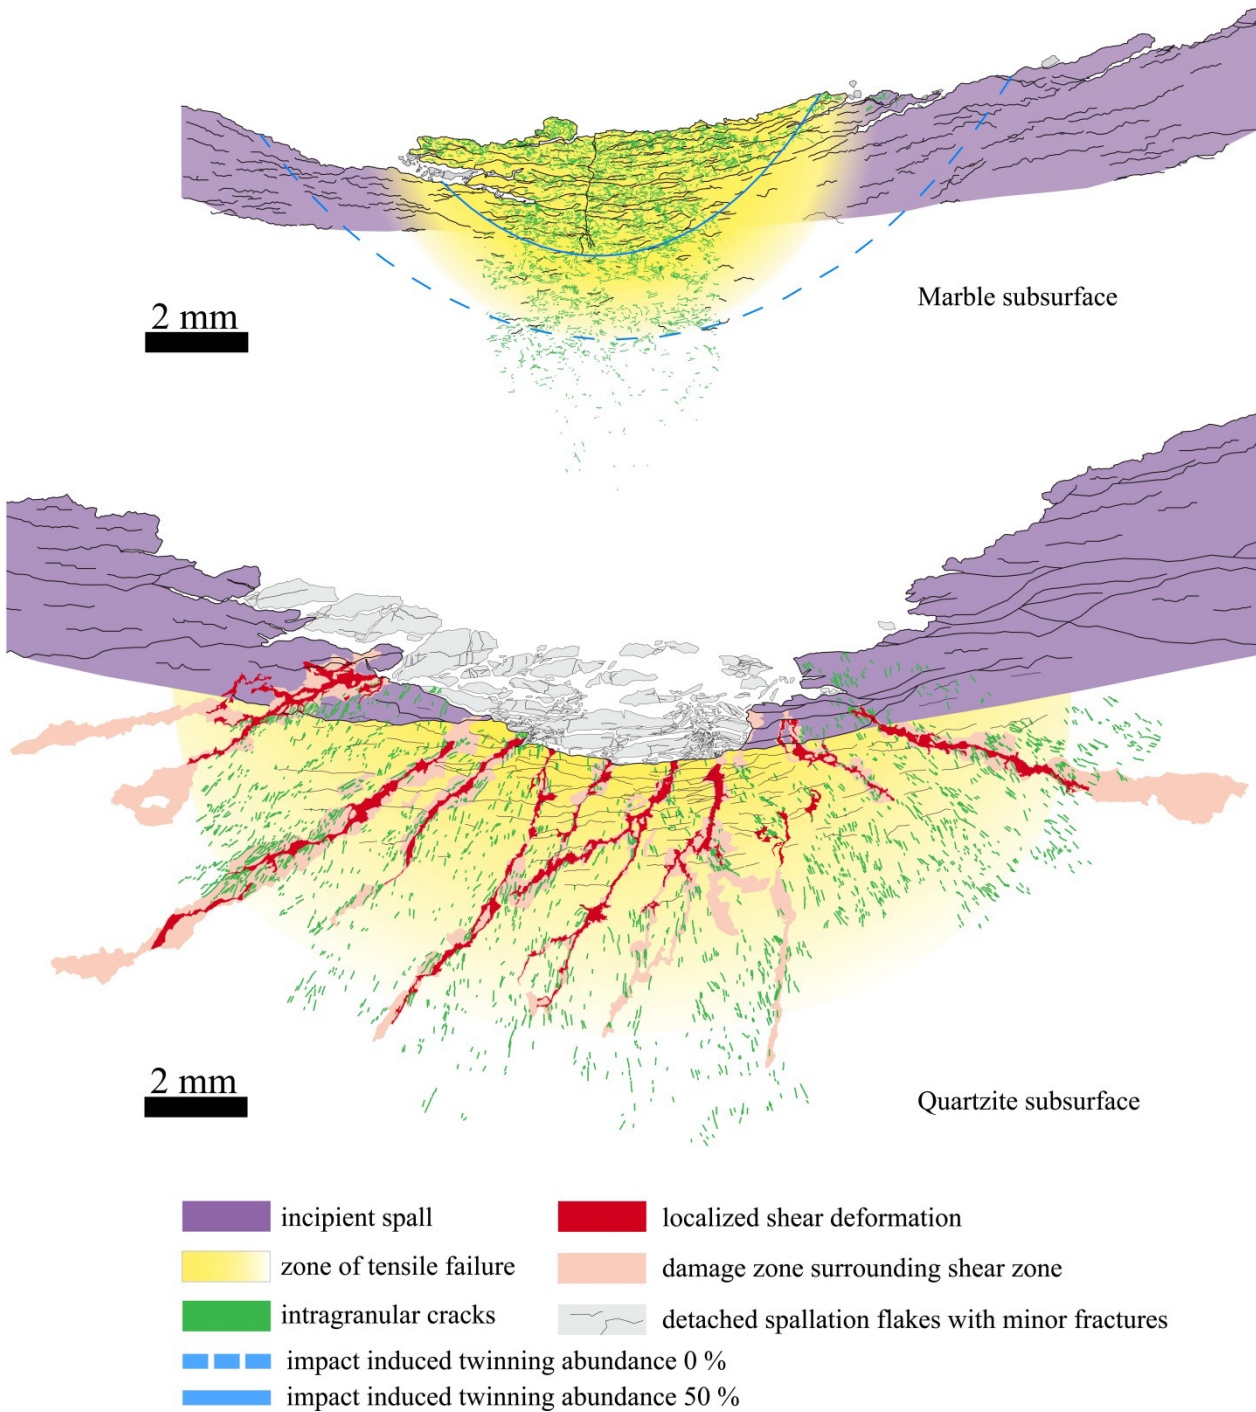 2 mm
Marble subsurface
2 mm
Quartzite subsurface
incipient spall
localized shear deformation
zone of tensile failure
damage zone surrounding shear zone
intragranular cracks
detached spallation flakes with minor fractures
impact induced twinning abundance 0 %
impact induced twinning abundance 50 %